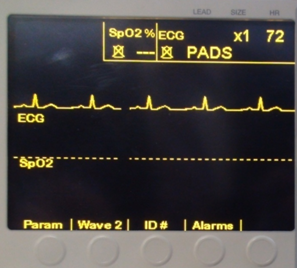 LEAD SIZE HR
SpO2 % ECG x1 72
--- PADS
ECG
SpO2
Param | Wave 2 | ID # | Alarms |